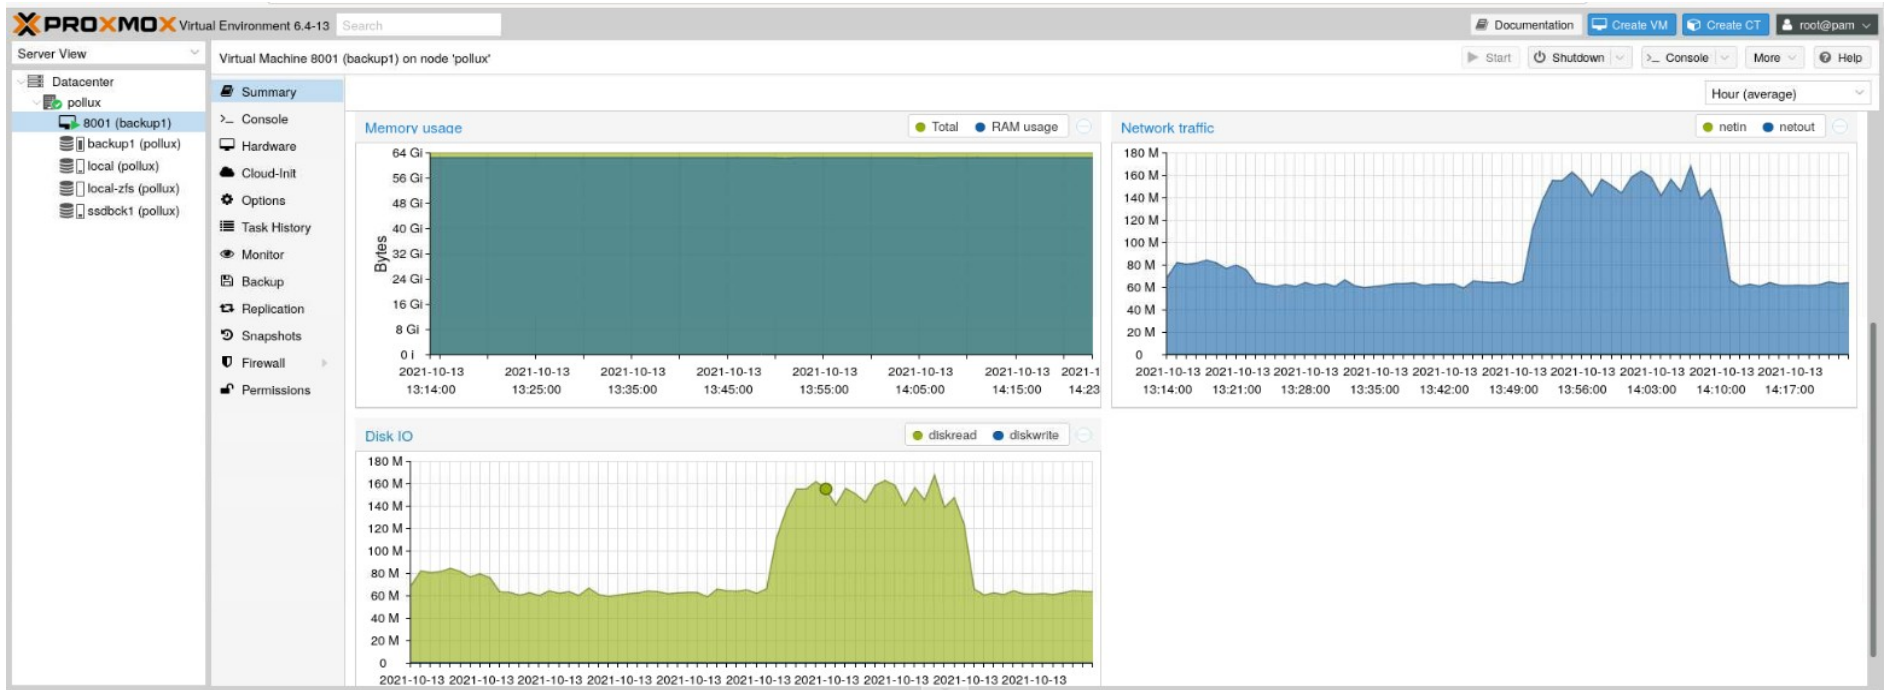 PROXMOX Virtual Environment 6.4-13 Search Documentation Create VM Create CT root@pam
Server View
Datacenter
pollux
8001 (backup1)
backup1 (pollux)
local (pollux)
local-zfs (pollux)
ssdbck1 (pollux)
Virtual Machine 8001 (backup1) on node 'pollux' Start Shutdown >_ Console More Help
Summary
>_ Console
Hardware
Cloud-Init
Options
Task History
Monitor
Backup
Replication
Snapshots
Firewall
Permissions
Hour (average)
Memory usage Total RAM usage
Bytes
64 Gi
56 Gi
48 Gi
40 Gi
32 Gi
24 Gi
16 Gi
8 Gi
0 i
2021-10-13 2021-10-13 2021-10-13 2021-10-13 2021-10-13 2021-10-13 2021-10-13 2021-1
13:14:00 13:25:00 13:35:00 13:45:00 13:55:00 14:05:00 14:15:00 14:23
Network traffic netin netout
180 M
160 M
140 M
120 M
100 M
80 M
60 M
40 M
20 M
0
2021-10-13 2021-10-13 2021-10-13 2021-10-13 2021-10-13 2021-10-13 2021-10-13 2021-10-13 2021-10-13 2021-10-13
13:14:00 13:21:00 13:28:00 13:35:00 13:42:00 13:49:00 13:56:00 14:03:00 14:10:00 14:17:00
Disk IO diskread diskwrite
180 M
160 M
140 M
120 M
100 M
80 M
60 M
40 M
20 M
0
2021-10-13 2021-10-13 2021-10-13 2021-10-13 2021-10-13 2021-10-13 2021-10-13 2021-10-13 2021-10-13 2021-10-13